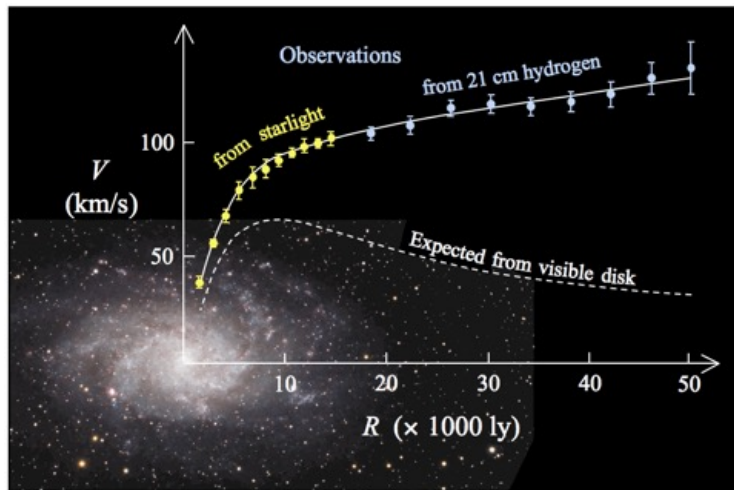 Observations
from 21 cm hydrogen
from starlight
100
V
(km/s)
50
Expected from visible disk
10
20
30
40
50
R (× 1000 ly)